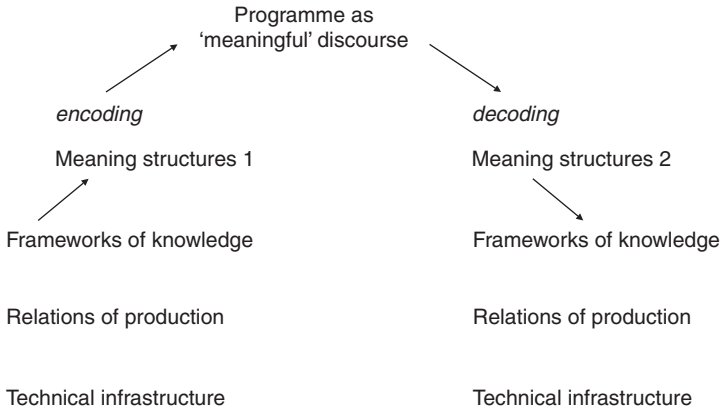 Programme as
‘meaningful’ discourse
encoding
decoding
Meaning structures 1
Meaning structures 2
Frameworks of knowledge
Frameworks of knowledge
Relations of production
Relations of production
Technical infrastructure
Technical infrastructure